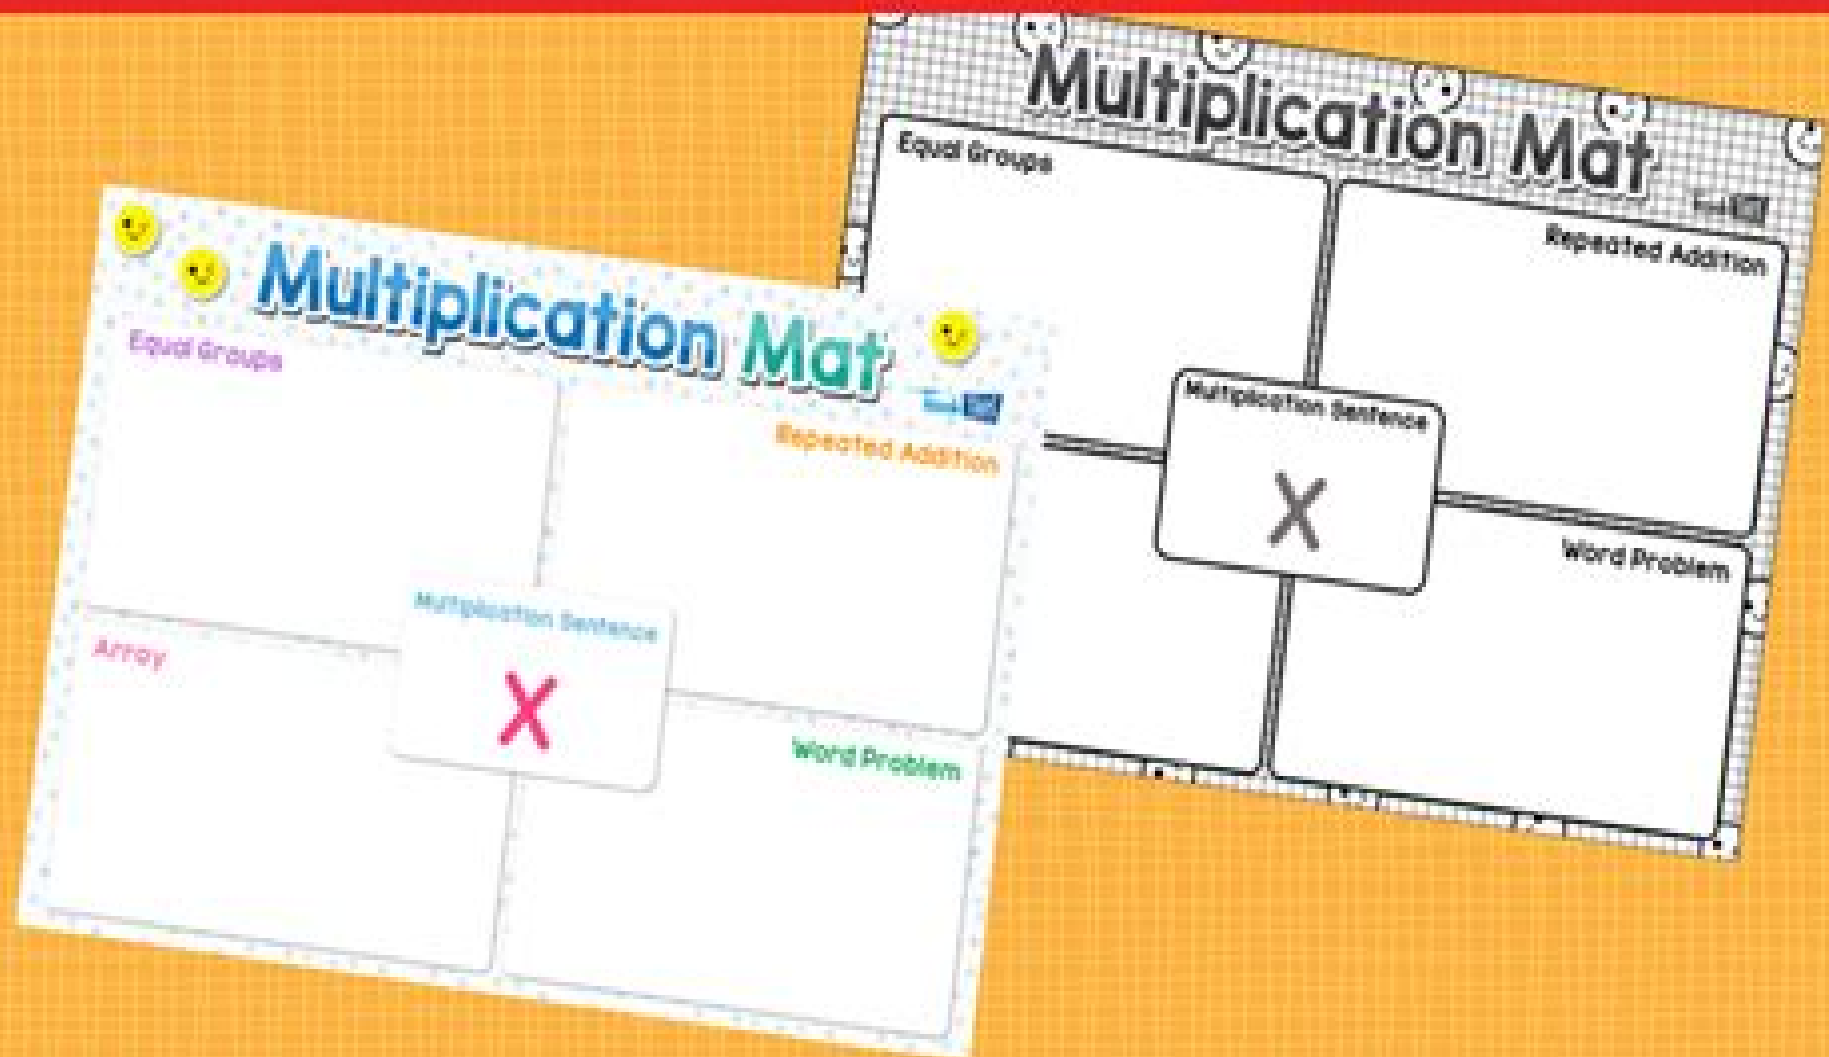 Multiplication Mat
Equal Groups
Repeated Addition
Multiplication Sentence
X
Word Problem
Multiplication Mat
Equal Groups
Repeated Addition
Multiplication Sentence
X
Array
Word Problem